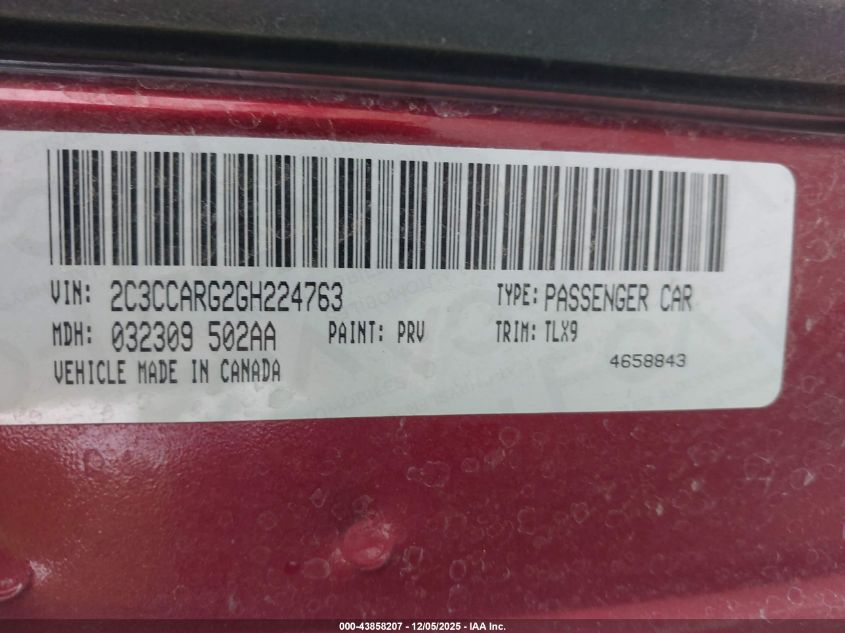 VIN: 2C3CCARG2GH224763 TYPE: PASSENGER CAR
MDH: 032309 502AA PAINT: PRV TRIM: TLX9
VEHICLE MADE IN CANADA 4658843
000-43858207 - 12/05/2025 - IAA Inc.